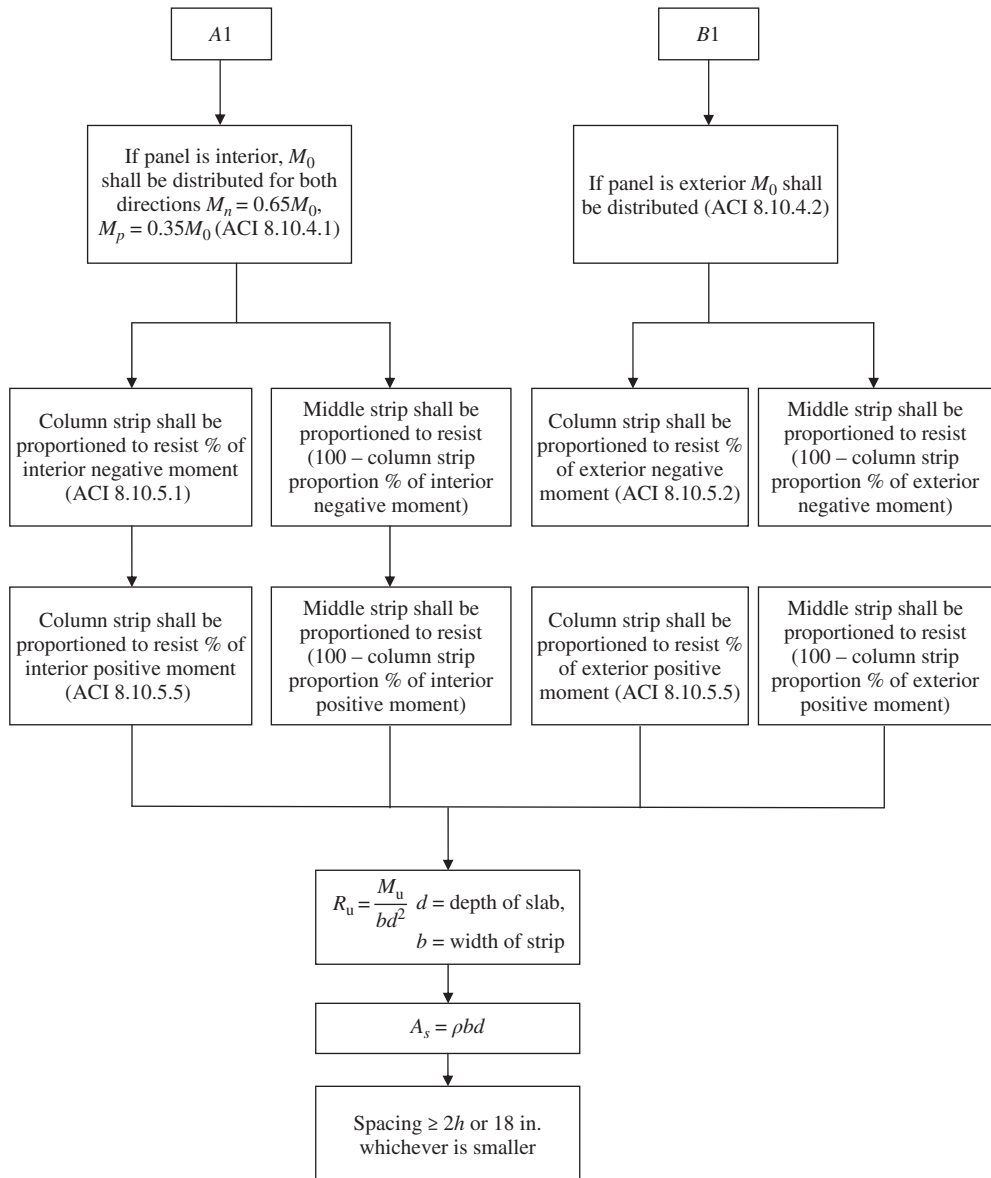 A1
B1
If panel is interior, M₀
shall be distributed for both
directions Mₙ = 0.65M₀,
Mₚ = 0.35M₀ (ACI 8.10.4.1)
If panel is exterior M₀ shall
be distributed (ACI 8.10.4.2)
Column strip shall be
proportioned to resist % of
interior negative moment
(ACI 8.10.5.1)
Middle strip shall be
proportioned to resist
(100 – column strip
proportion % of interior
negative moment)
Column strip shall be
proportioned to resist %
of exterior negative
moment (ACI 8.10.5.2)
Middle strip shall be
proportioned to resist
(100 – column strip
proportion % of exterior
negative moment)
Column strip shall be
proportioned to resist % of
interior positive moment
(ACI 8.10.5.5)
Middle strip shall be
proportioned to resist
(100 – column strip
proportion % of interior
positive moment)
Column strip shall be
proportioned to resist %
of exterior positive
moment (ACI 8.10.5.5)
Middle strip shall be
proportioned to resist
(100 – column strip
proportion % of exterior
positive moment)
Rᵤ = Mᵤ/bd² d = depth of slab,
b = width of strip
Aₛ = ρbd
Spacing ≥ 2h or 18 in.
whichever is smaller